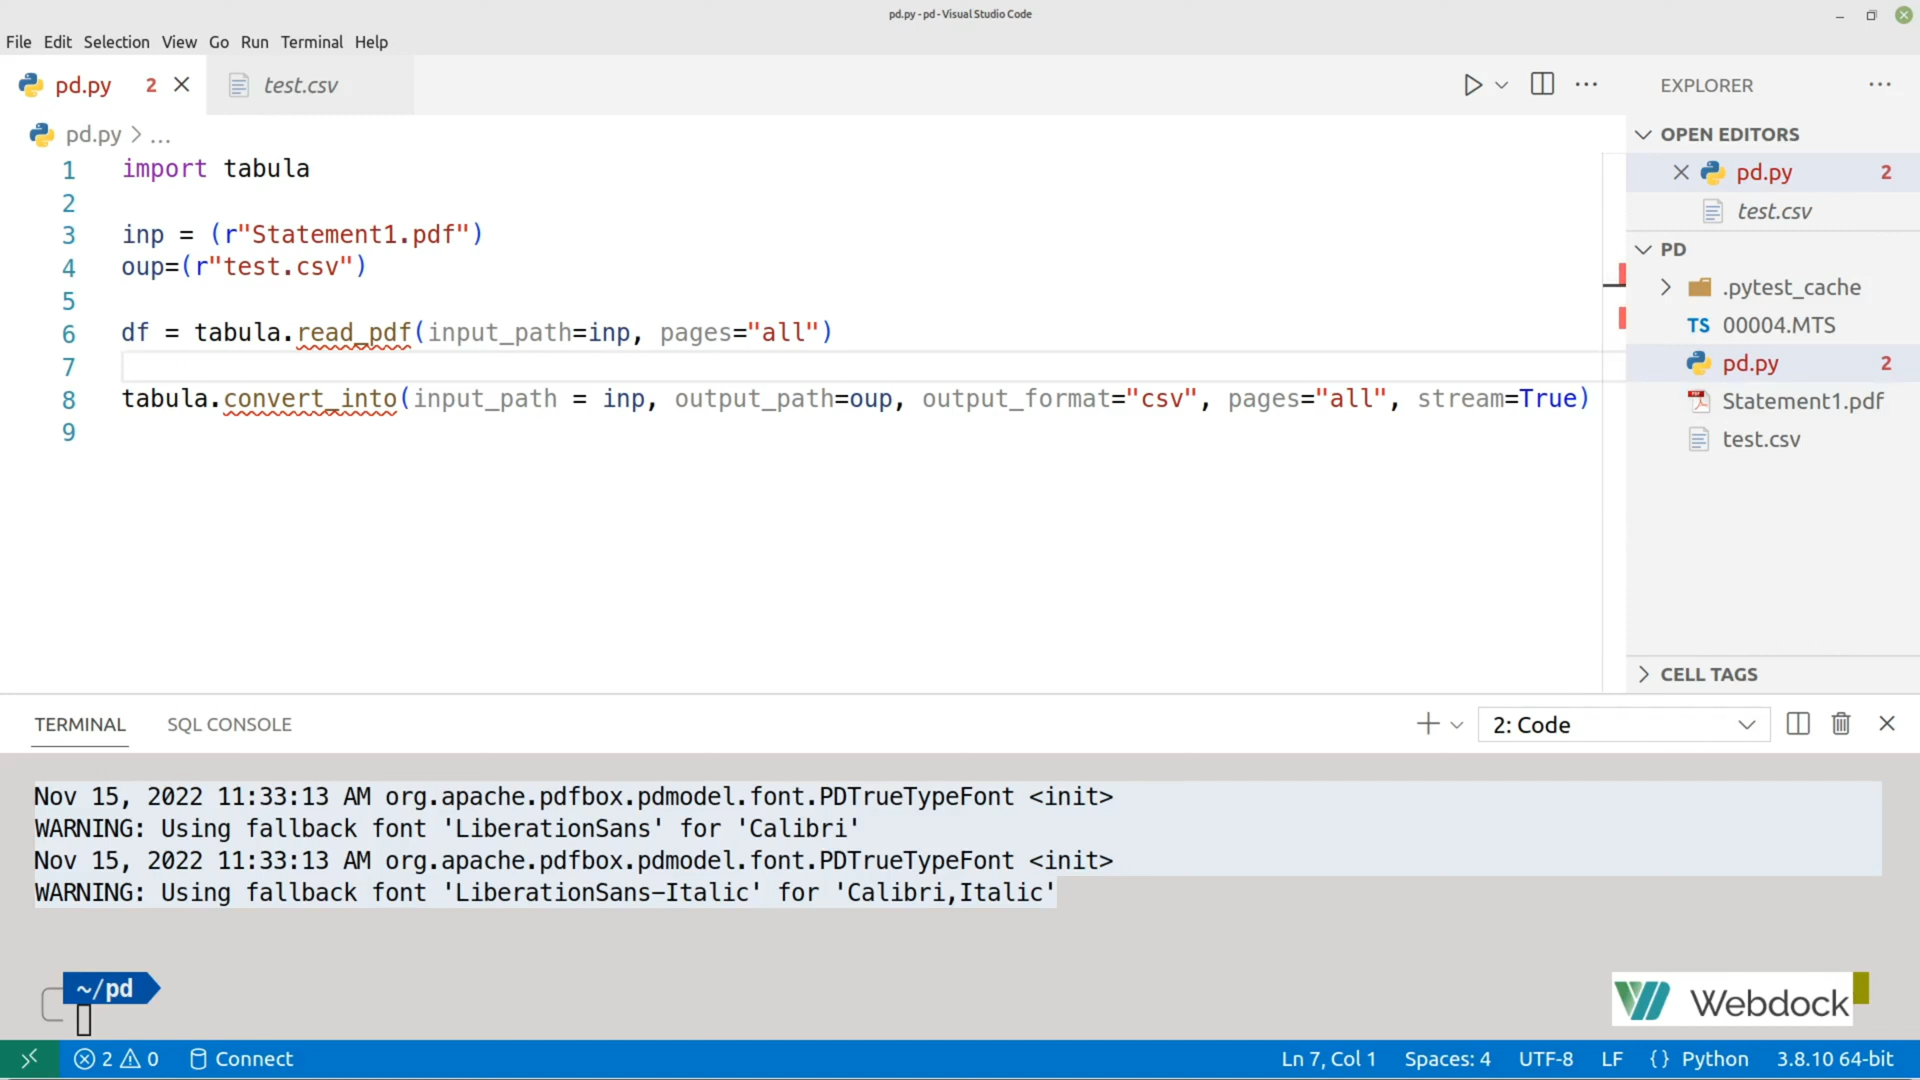 pd.py - pd - Visual Studio Code
File Edit Selection View Go Run Terminal Help
pd.py 2 test.csv
EXPLORER
pd.py > ...
OPEN EDITORS
pd.py 2
test.csv
PD
.pytest_cache
TS 00004.MTS
pd.py 2
Statement1.pdf
test.csv
CELL TAGS
1 import tabula
2
3 inp = (r"Statement1.pdf")
4 oup=(r"test.csv")
5
6 df = tabula.read_pdf(input_path=inp, pages="all")
7
8 tabula.convert_into(input_path = inp, output_path=oup, output_format="csv", pages="all", stream=True)
9
TERMINAL SQL CONSOLE 2: Code
Nov 15, 2022 11:33:13 AM org.apache.pdfbox.pdmodel.font.PDTrueTypeFont <init>
WARNING: Using fallback font 'LiberationSans' for 'Calibri'
Nov 15, 2022 11:33:13 AM org.apache.pdfbox.pdmodel.font.PDTrueTypeFont <init>
WARNING: Using fallback font 'LiberationSans-Italic' for 'Calibri,Italic'
~/pd
Webdock
2 0 Connect Ln 7, Col 1 Spaces: 4 UTF-8 LF {} Python 3.8.10 64-bit